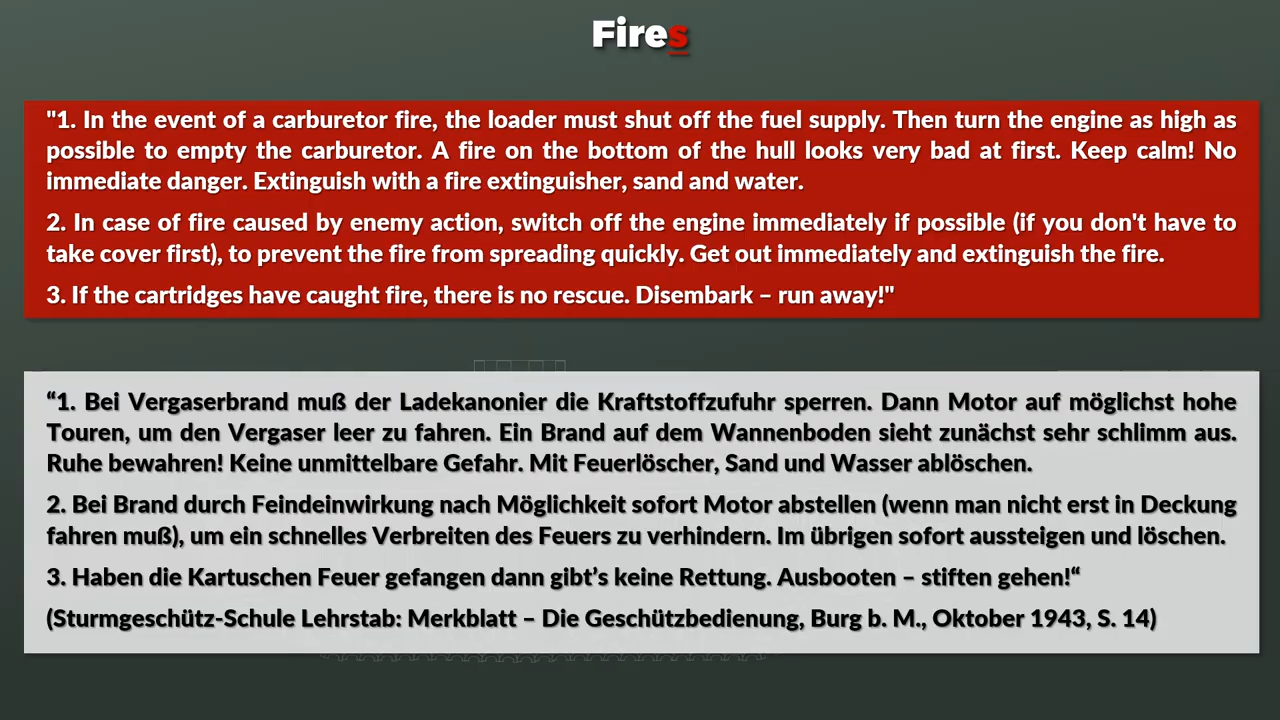 Fires
"1. In the event of a carburetor fire, the loader must shut off the fuel supply. Then turn the engine as high as
possible to empty the carburetor. A fire on the bottom of the hull looks very bad at first. Keep calm! No
immediate danger. Extinguish with a fire extinguisher, sand and water.
2. In case of fire caused by enemy action, switch off the engine immediately if possible (if you don't have to
take cover first), to prevent the fire from spreading quickly. Get out immediately and extinguish the fire.
3. If the cartridges have caught fire, there is no rescue. Disembark – run away!"
“1. Bei Vergaserbrand muß der Ladekanonier die Kraftstoffzufuhr sperren. Dann Motor auf möglichst hohe
Touren, um den Vergaser leer zu fahren. Ein Brand auf dem Wannenboden sieht zunächst sehr schlimm aus.
Ruhe bewahren! Keine unmittelbare Gefahr. Mit Feuerlöscher, Sand und Wasser ablöschen.
2. Bei Brand durch Feindeinwirkung nach Möglichkeit sofort Motor abstellen (wenn man nicht erst in Deckung
fahren muß), um ein schnelles Verbreiten des Feuers zu verhindern. Im übrigen sofort aussteigen und löschen.
3. Haben die Kartuschen Feuer gefangen dann gibt’s keine Rettung. Ausbooten – stiften gehen!“
(Sturmgeschütz-Schule Lehrstab: Merkblatt – Die Geschützbedienung, Burg b. M., Oktober 1943, S. 14)